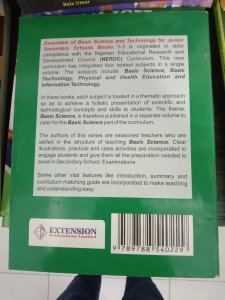 Bala Umar
Essentials of Basic Science and Technology for Junior
Secondary Schools Books 1-3 is originated in strict
compliance with the Nigerian Educational Research and
Development Council (NERDC) Curriculum. This new
curriculum has integrated four related subjects in a single
volume. The subjects include: Basic Science, Basic
Technology, Physical and Health Education and
Information Technology.
In these books, each subject is treated in a thematic approach
so as to achieve a holistic presentation of scientific and
technological concepts and skills to students. The theme,
Basic Science, is therefore published in a separate volume to
cater for the Basic Science part of the curriculum.
The authors of this series are seasoned teachers who are
skilled in the structure of teaching Basic Science. Clear
illustrations, practical and class activities are incorporated to
engage students and give them all the preparation needed to
excel in Secondary School Examinations.
Some other vital features like introduction, summary and
curriculum matching guide are incorporated to make teaching
and understanding easy.
EXTENSION
Publications Limited
9 789788 540229